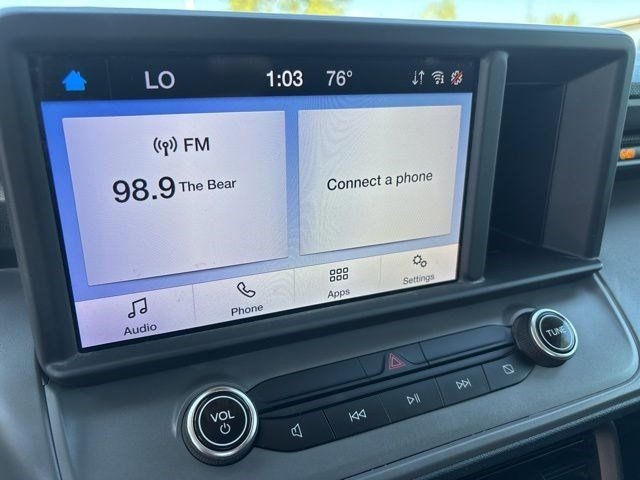 LO 1:03 76°
FM
98.9 The Bear
Connect a phone
Audio Phone Apps Settings
VOL
TUNE